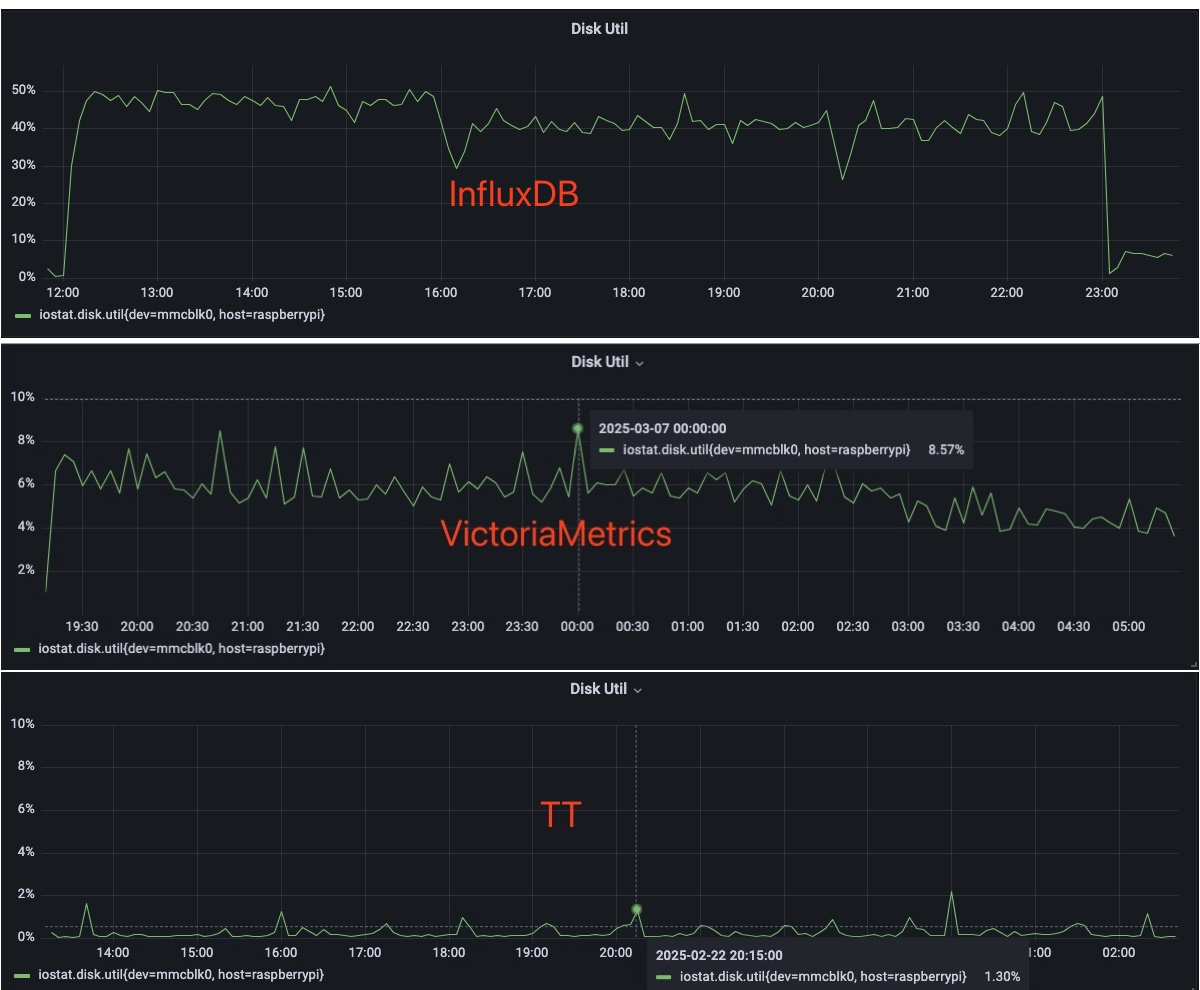 Disk Util
50%
40%
30%
20%
10%
0%
InfluxDB
12:00 13:00 14:00 15:00 16:00 17:00 18:00 19:00 20:00 21:00 22:00 23:00
iostat.disk.util{dev=mmcblk0, host=raspberrypi}
Disk Util
10%
8%
6%
4%
2%
2025-03-07 00:00:00
iostat.disk.util{dev=mmcblk0, host=raspberrypi} 8.57%
VictoriaMetrics
19:30 20:00 20:30 21:00 21:30 22:00 22:30 23:00 23:30 00:00 00:30 01:00 01:30 02:00 02:30 03:00 03:30 04:00 04:30 05:00
iostat.disk.util{dev=mmcblk0, host=raspberrypi}
Disk Util
10%
8%
6%
4%
2%
0%
TT
14:00 15:00 16:00 17:00 18:00 19:00 20:00 1:00 02:00
2025-02-22 20:15:00
iostat.disk.util{dev=mmcblk0, host=raspberrypi} 1.30%
iostat.disk.util{dev=mmcblk0, host=raspberrypi}